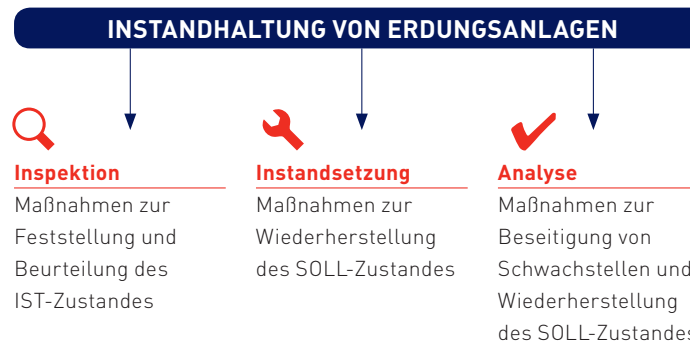 INSTANDHALTUNG VON ERDUNGSANLAGEN
Inspektion
Maßnahmen zur
Feststellung und
Beurteilung des
IST-Zustandes
Instandsetzung
Maßnahmen zur
Wiederherstellung
des SOLL-Zustandes
Analyse
Maßnahmen zur
Beseitigung von
Schwachstellen und
Wiederherstellung
des SOLL-Zustandes